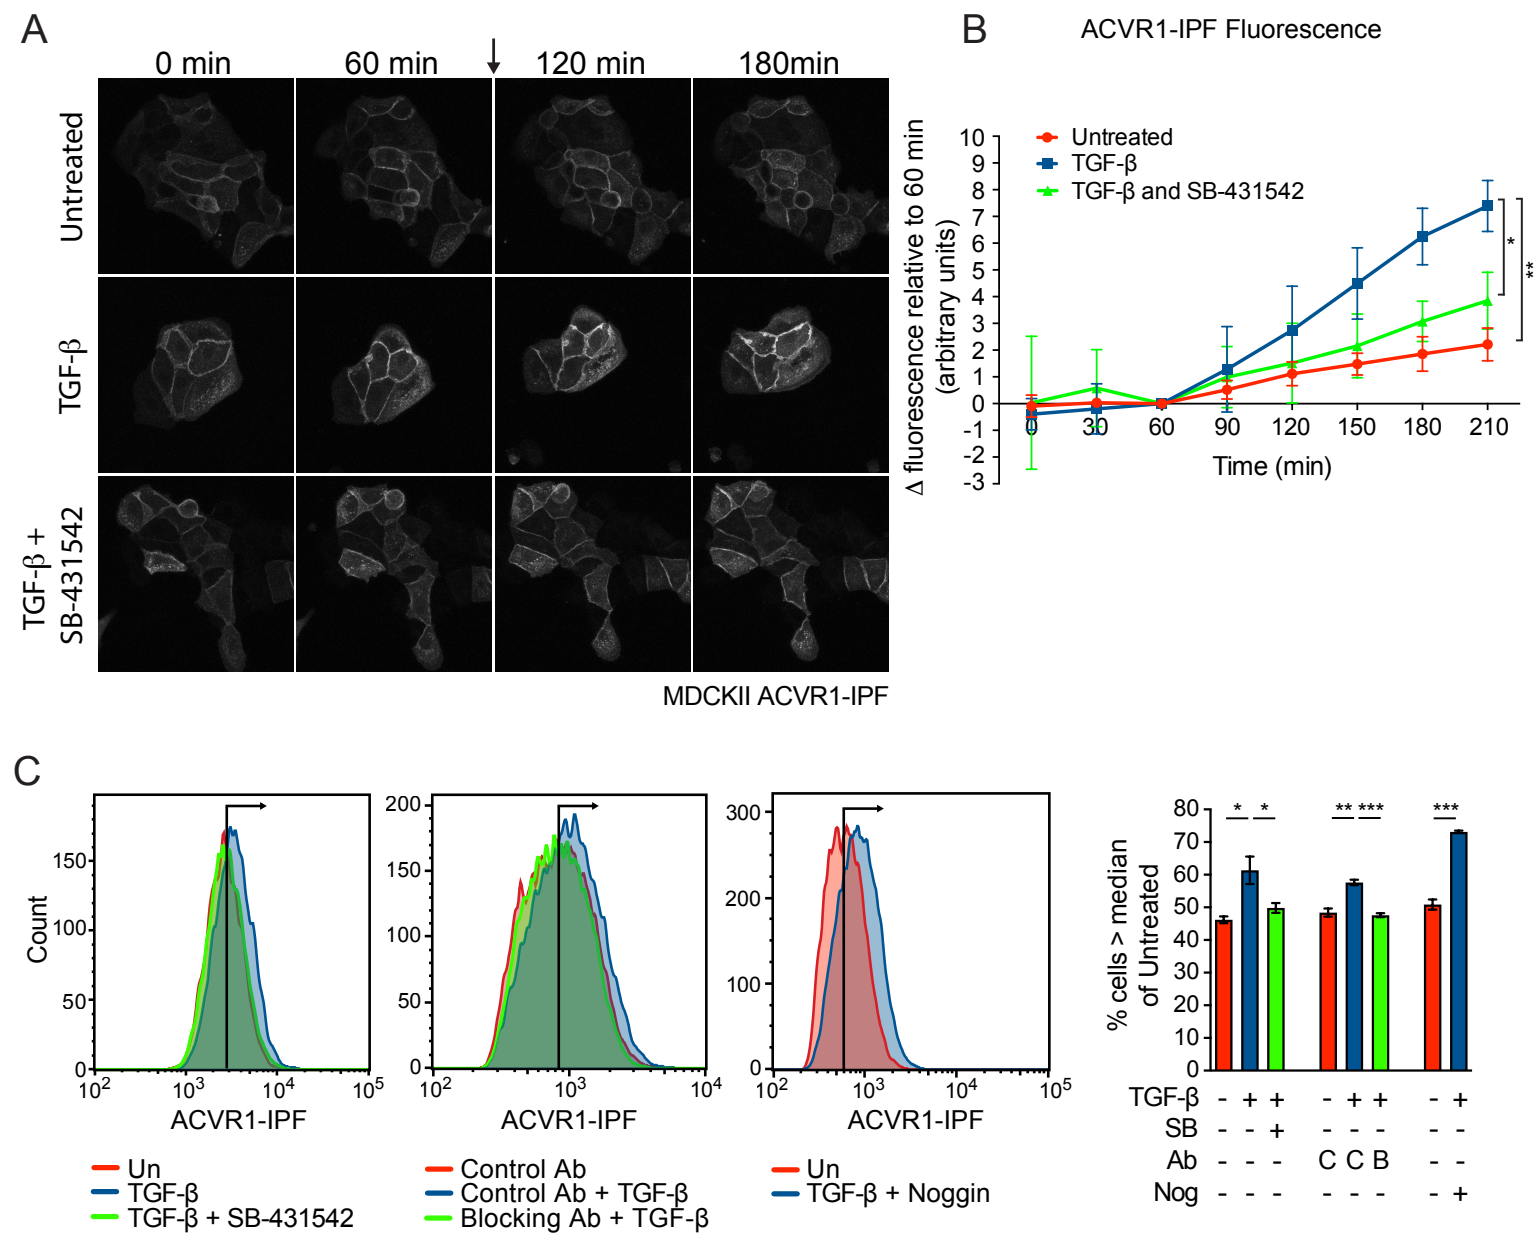 A
0 min 60 min 120 min 180min
Untreated
TGF-β
TGF-β +
SB-431542
MDCKII ACVR1-IPF
B
ACVR1-IPF Fluorescence
Δ fluorescence relative to 60 min
(arbitrary units)
10
9
8
7
6
5
4
3
2
1
0
-1
-2
-3
Untreated
TGF-β
TGF-β and SB-431542
*
**
0 30 60 90 120 150 180 210
Time (min)
C
Count
150
100
50
0
10² 10³ 10⁴ 10⁵
ACVR1-IPF
Un
TGF-β
TGF-β + SB-431542
200
150
100
50
0
10² 10³ 10⁴
ACVR1-IPF
Control Ab
Control Ab + TGF-β
Blocking Ab + TGF-β
300
200
100
0
10² 10³ 10⁴ 10⁵
ACVR1-IPF
Un
TGF-β + Noggin
% cells > median
of Untreated
80
70
60
50
40
30
20
10
0
* * ** *** ***
TGF-β - + + - + + - +
SB - - + - - - - -
Ab - - - C C B - -
Nog - - - - - - - +